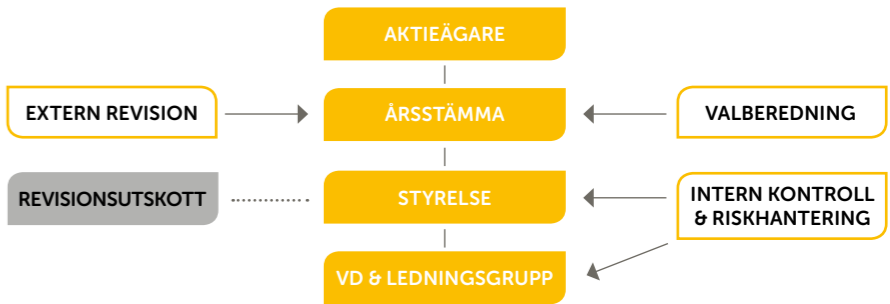 AKTIEÄGARE
EXTERN REVISION
ÅRSSTÄMMA
VALBEREDNING
REVISIONSUTSKOTT
STYRELSE
INTERN KONTROLL
& RISKHANTERING
VD & LEDNINGSGRUPP